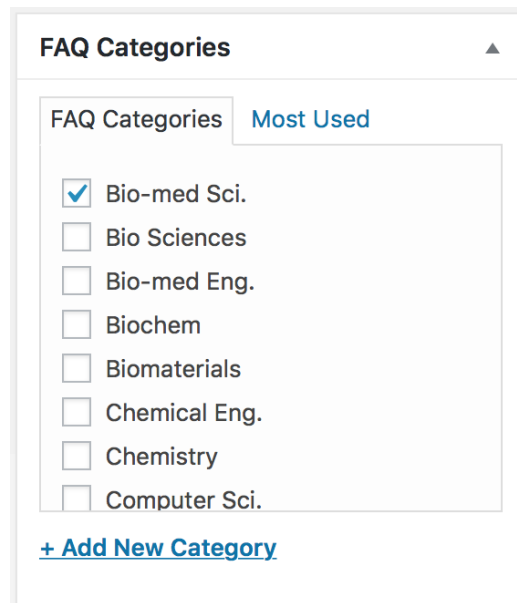 FAQ Categories
FAQ Categories Most Used
Bio-med Sci.
Bio Sciences
Bio-med Eng.
Biochem
Biomaterials
Chemical Eng.
Chemistry
Computer Sci.
+ Add New Category